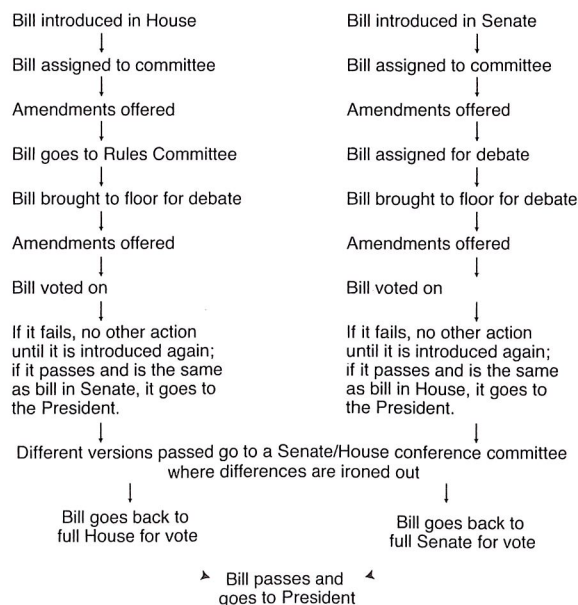 Bill introduced in House
Bill assigned to committee
Amendments offered
Bill goes to Rules Committee
Bill brought to floor for debate
Amendments offered
Bill voted on
If it fails, no other action
until it is introduced again;
if it passes and is the same
as bill in Senate, it goes to
the President.
Bill introduced in Senate
Bill assigned to committee
Amendments offered
Bill assigned for debate
Bill brought to floor for debate
Amendments offered
Bill voted on
If it fails, no other action
until it is introduced again;
if it passes and is the same
as bill in House, it goes to
the President.
Different versions passed go to a Senate/House conference committee
where differences are ironed out
Bill goes back to
full House for vote
Bill goes back to
full Senate for vote
Bill passes and
goes to President